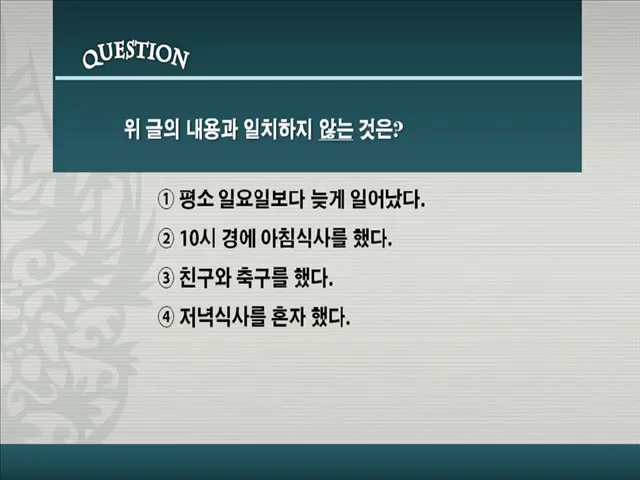 QUESTION
위 글의 내용과 일치하지 않는 것은?
① 평소 일요일보다 늦게 일어났다.
② 10시 경에 아침식사를 했다.
③ 친구와 축구를 했다.
④ 저녁식사를 혼자 했다.